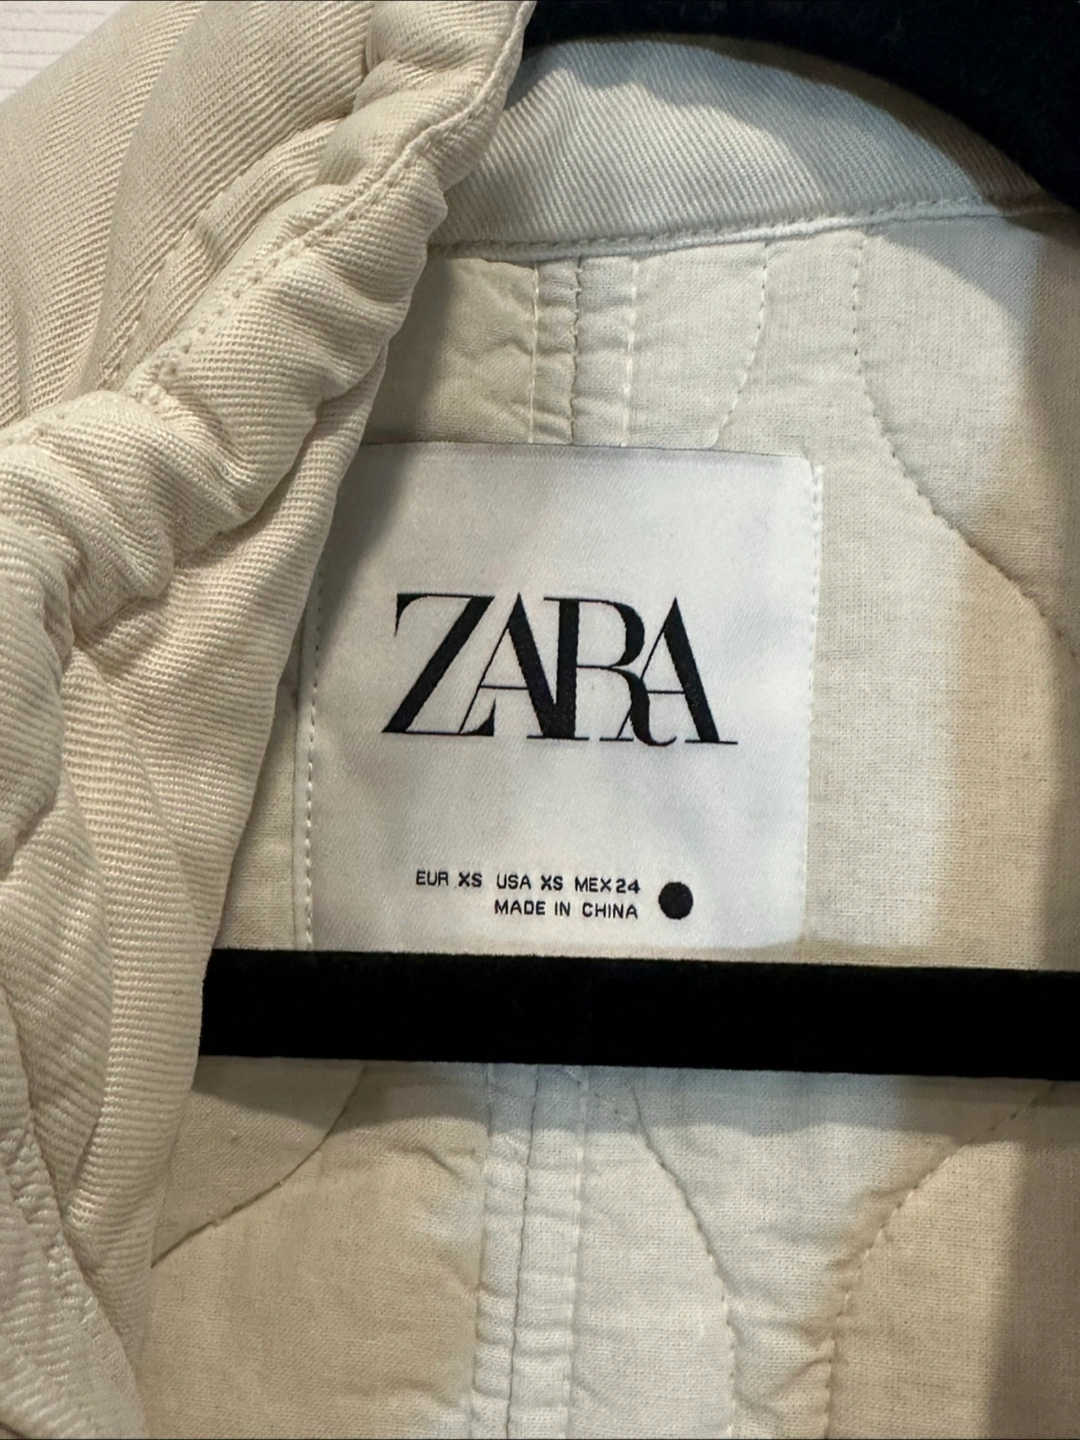 ZARA
EUR XS USA XS MEX 24
MADE IN CHINA